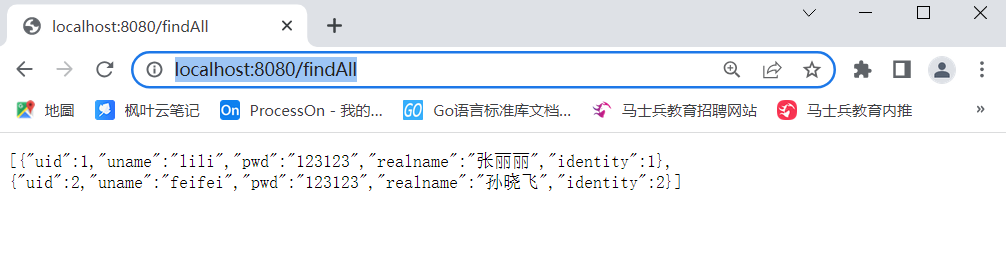 localhost:8080/findAll
localhost:8080/findAll
地圖 枫叶云笔记 On ProcessOn - 我的... GO Go语言标准库文档... 马士兵教育招聘网站 马士兵教育内推 »
[{"uid":1,"uname":"lili","pwd":"123123","realname":"张丽丽","identity":1},
{"uid":2,"uname":"feifei","pwd":"123123","realname":"孙晓飞","identity":2}]